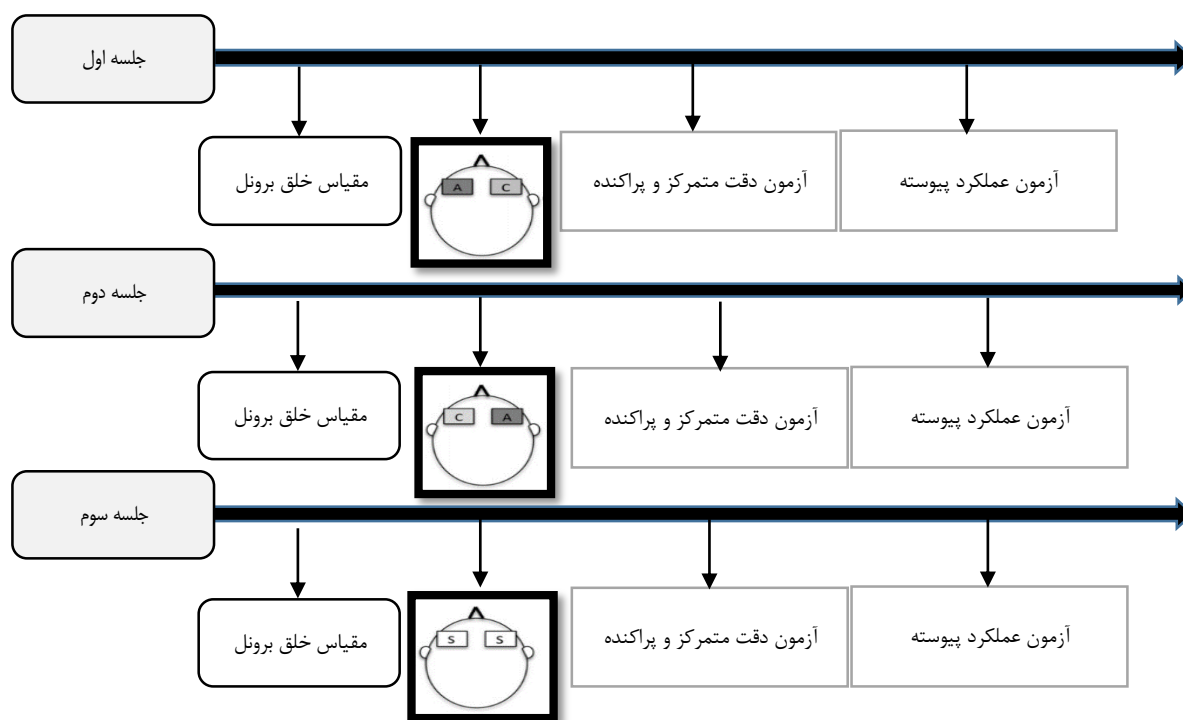 جلسه اول
مقیاس خلق برونل
A
C
آزمون دقت متمرکز و پراکنده
آزمون عملکرد پیوسته
جلسه دوم
مقیاس خلق برونل
C
A
آزمون دقت متمرکز و پراکنده
آزمون عملکرد پیوسته
جلسه سوم
مقیاس خلق برونل
S
S
آزمون دقت متمرکز و پراکنده
آزمون عملکرد پیوسته